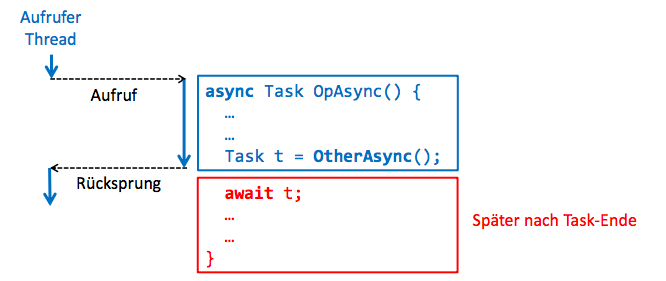 Aufrufer
Thread
Aufruf
async Task OpAsync() {
…
…
Task t = OtherAsync();
Rücksprung
await t;
…
…
}
Später nach Task-Ende